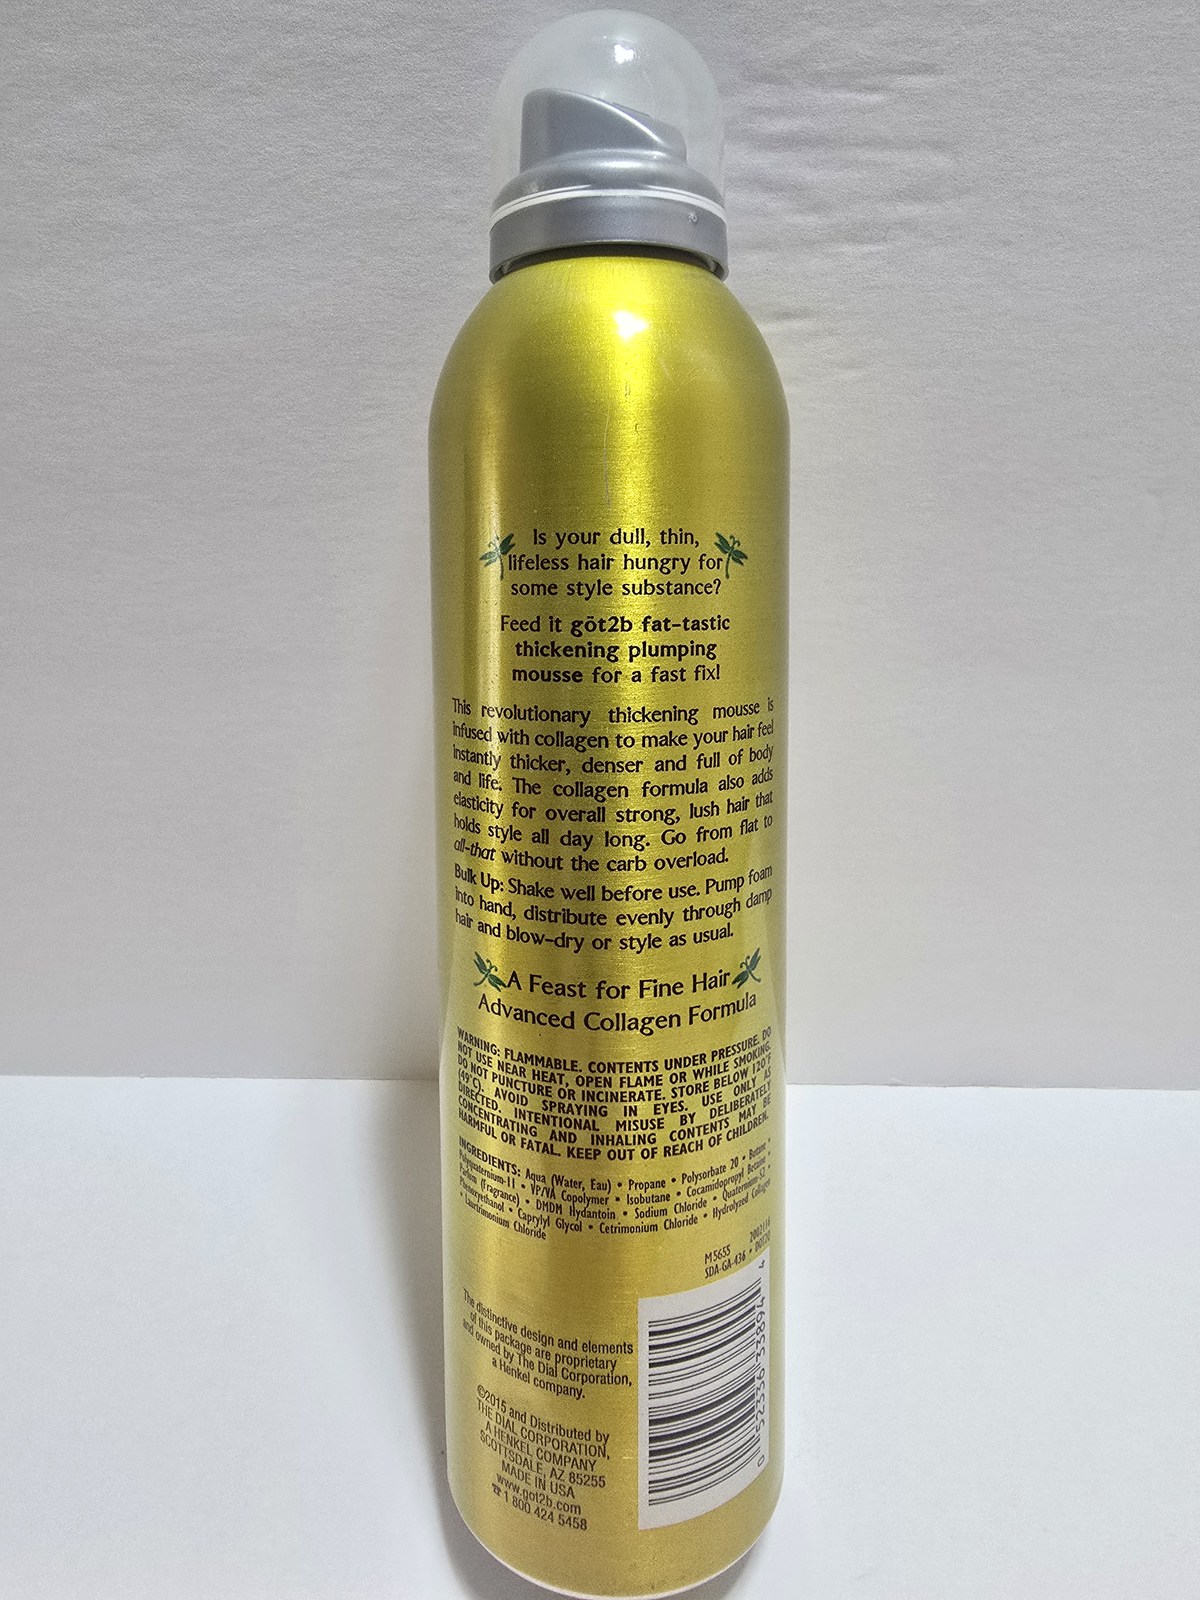 Is your dull, thin,
lifeless hair hungry for
some style substance?
Feed it göt2b fat-tastic
thickening plumping
mousse for a fast fix!
This revolutionary thickening mousse is
infused with collagen to make your hair feel
instantly thicker, denser and full of body
and life. The collagen formula also adds
elasticity for overall strong, lush hair that
holds style all day long. Go from flat to
all-that without the carb overload.
Bulk Up: Shake well before use. Pump foam
into hand, distribute evenly through damp
hair and blow-dry or style as usual.
A Feast for Fine Hair
Advanced Collagen Formula
WARNING: FLAMMABLE. CONTENTS UNDER PRESSURE. DO
NOT USE NEAR HEAT, OPEN FLAME OR WHILE SMOKING.
DO NOT PUNCTURE OR INCINERATE. STORE BELOW 120°F
(49°C). AVOID SPRAYING IN EYES. USE ONLY AS
DIRECTED. INTENTIONAL MISUSE BY DELIBERATELY
CONCENTRATING AND INHALING CONTENTS MAY BE
HARMFUL OR FATAL. KEEP OUT OF REACH OF CHILDREN.
INGREDIENTS: Aqua (Water, Eau) • Propane • Polysorbate 20 • Butane •
Polyquaternium-11 • VP/VA Copolymer • Isobutane • Cocamidopropyl Betaine •
Parfum (Fragrance) • DMDM Hydantoin • Sodium Chloride • Quaternium-52 •
Phenoxyethanol • Caprylyl Glycol • Cetrimonium Chloride • Hydrolyzed Collagen
• Laurtrimonium Chloride
M5655 2002116
SDA-GA-436 • D0120
The distinctive design and elements
of this package are proprietary
and owned by The Dial Corporation,
a Henkel company.
©2015 and Distributed by
THE DIAL CORPORATION,
A HENKEL COMPANY
SCOTTSDALE, AZ 85255
MADE IN USA
www.got2b.com
☎ 1 800 424 5458
0 52336 33894 4